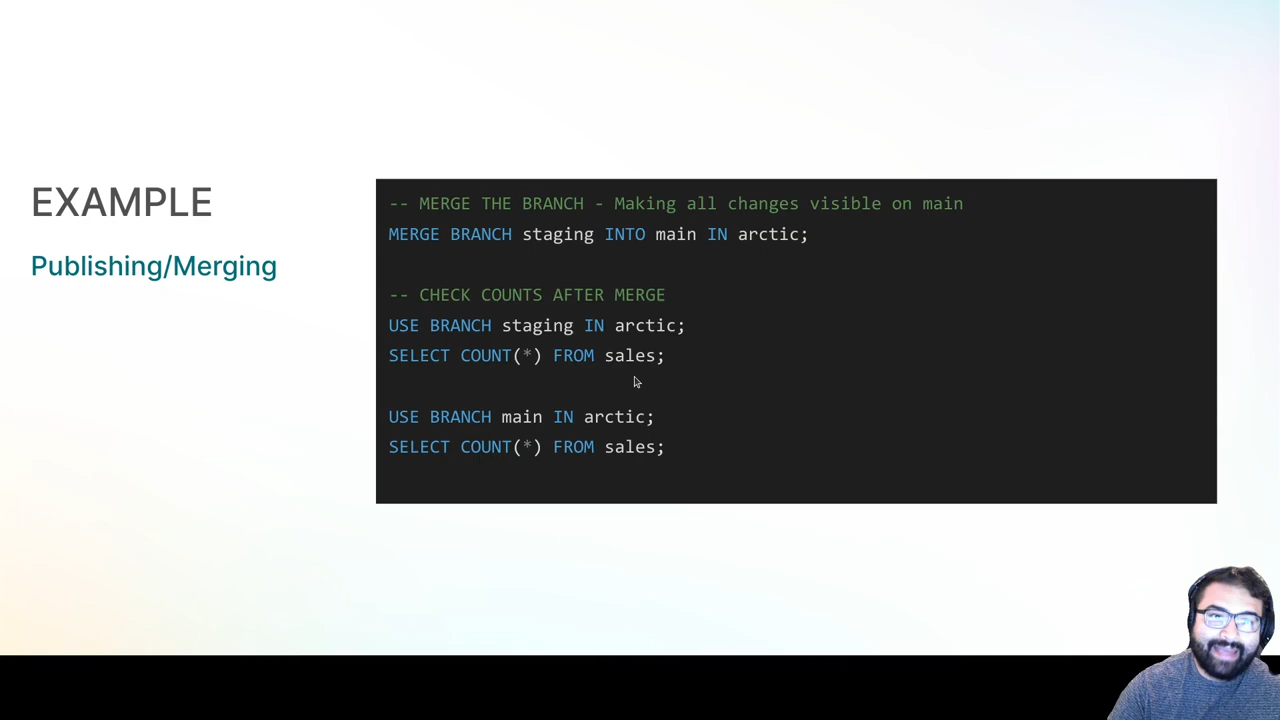 EXAMPLE
Publishing/Merging
-- MERGE THE BRANCH - Making all changes visible on main
MERGE BRANCH staging INTO main IN arctic;
-- CHECK COUNTS AFTER MERGE
USE BRANCH staging IN arctic;
SELECT COUNT(*) FROM sales;
USE BRANCH main IN arctic;
SELECT COUNT(*) FROM sales;